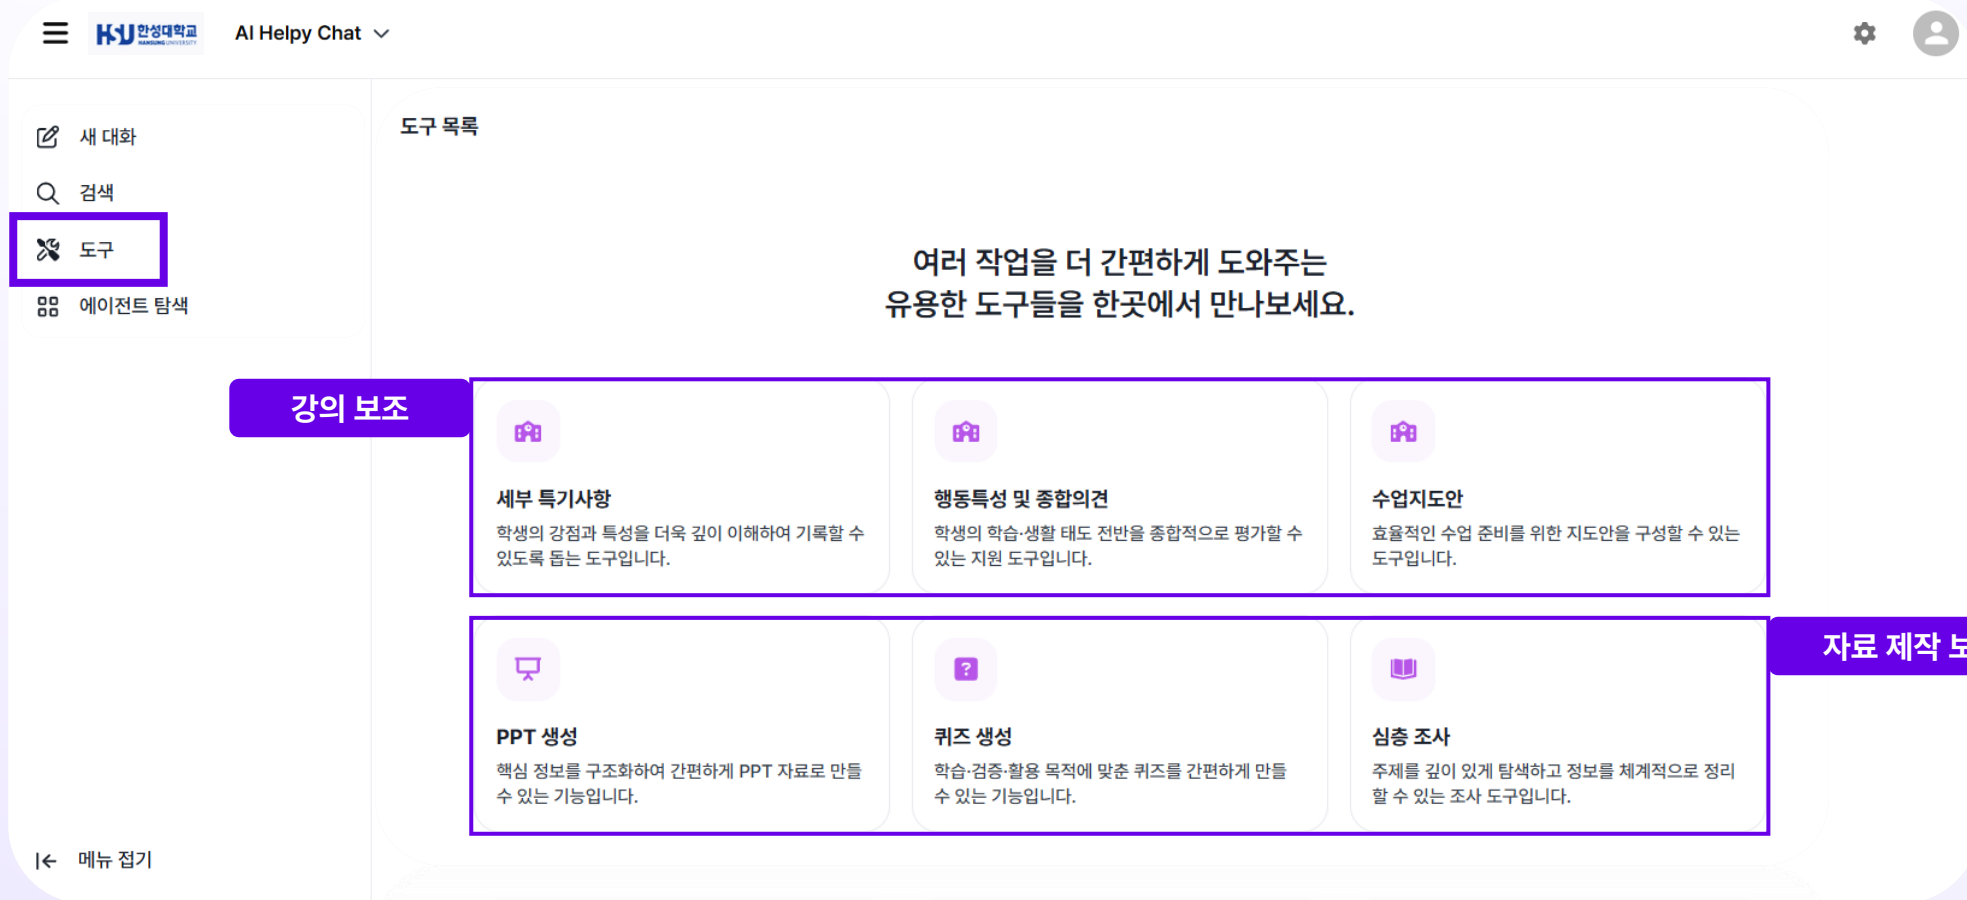 HSU 한성대학교
HANSUNG UNIVERSITY
AI Helpy Chat
새 대화
검색
도구
에이전트 탐색
메뉴 접기
도구 목록
여러 작업을 더 간편하게 도와주는
유용한 도구들을 한곳에서 만나보세요.
강의 보조
세부 특기사항
학생의 강점과 특성을 더욱 깊이 이해하여 기록할 수
있도록 돕는 도구입니다.
행동특성 및 종합의견
학생의 학습·생활 태도 전반을 종합적으로 평가할 수
있는 지원 도구입니다.
수업지도안
효율적인 수업 준비를 위한 지도안을 구성할 수 있는
도구입니다.
자료 제작
PPT 생성
핵심 정보를 구조화하여 간편하게 PPT 자료로 만들
수 있는 기능입니다.
퀴즈 생성
학습·검증·활용 목적에 맞춘 퀴즈를 간편하게 만들
수 있는 기능입니다.
심층 조사
주제를 깊이 있게 탐색하고 정보를 체계적으로 정리
할 수 있는 조사 도구입니다.